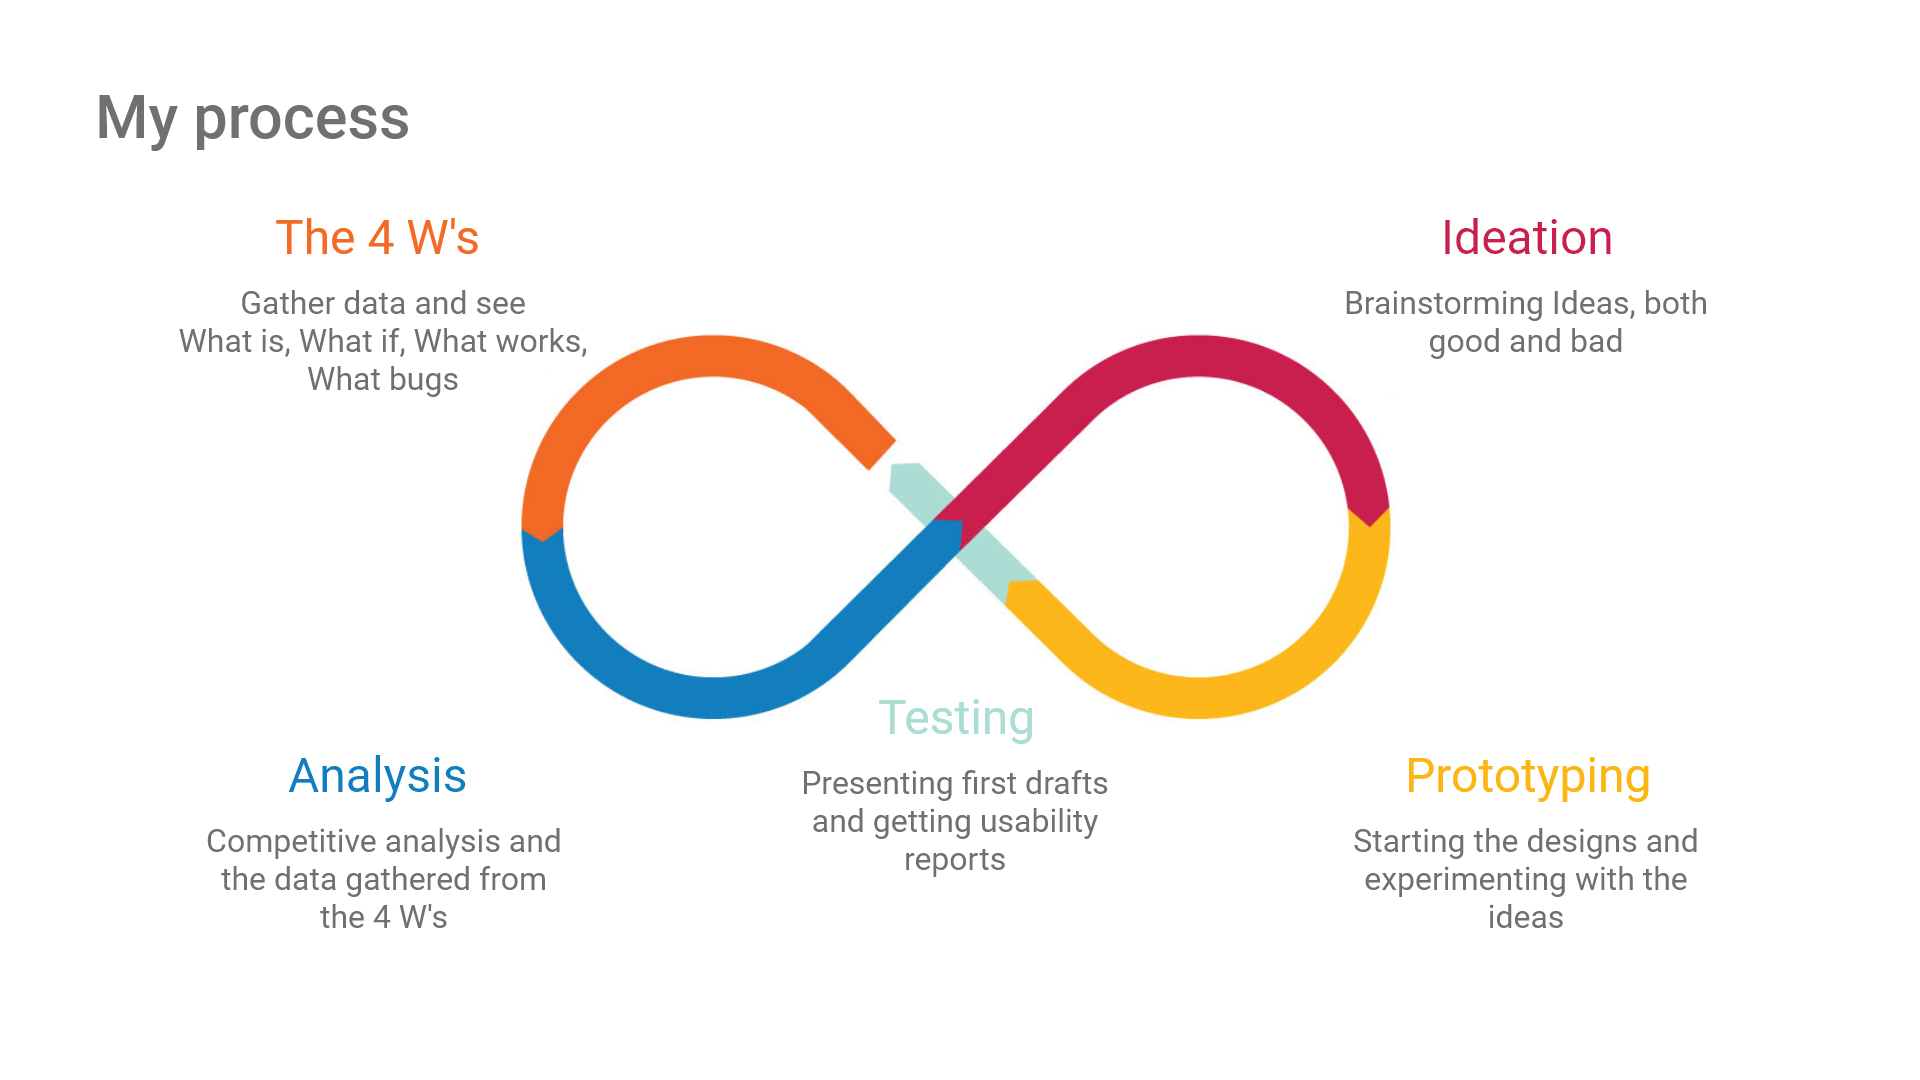 My process
The 4 W's
Gather data and see
What is, What if, What works,
What bugs
Ideation
Brainstorming Ideas, both
good and bad
Analysis
Competitive analysis and
the data gathered from
the 4 W's
Testing
Presenting first drafts
and getting usability
reports
Prototyping
Starting the designs and
experimenting with the
ideas